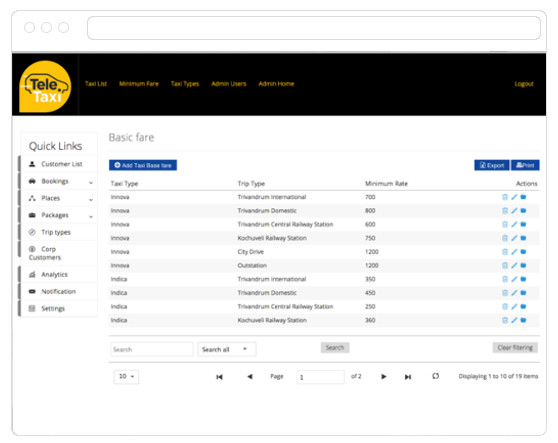 Tele
Taxi
Taxi List Minimum Fare Taxi Types Admin Users Admin Home Logout
Basic fare
Quick Links
Customer List
Bookings
Places
Packages
Trip types
Corp
Customers
Analytics
Notification
Settings
Add Taxi Base fare Export Print
Taxi Type Trip Type Minimum Rate Actions
Innova Trivandrum International 700
Innova Trivandrum Domestic 800
Innova Trivandrum Central Railway Station 600
Innova Kochuveli Railway Station 750
Innova City Drive 1200
Innova Outstation 1200
Indica Trivandrum International 350
Indica Trivandrum Domestic 450
Indica Trivandrum Central Railway Station 250
Indica Kochuveli Railway Station 360
Search Search all Search Clear filtering
10 Page 1 of 2 Displaying 1 to 10 of 19 items